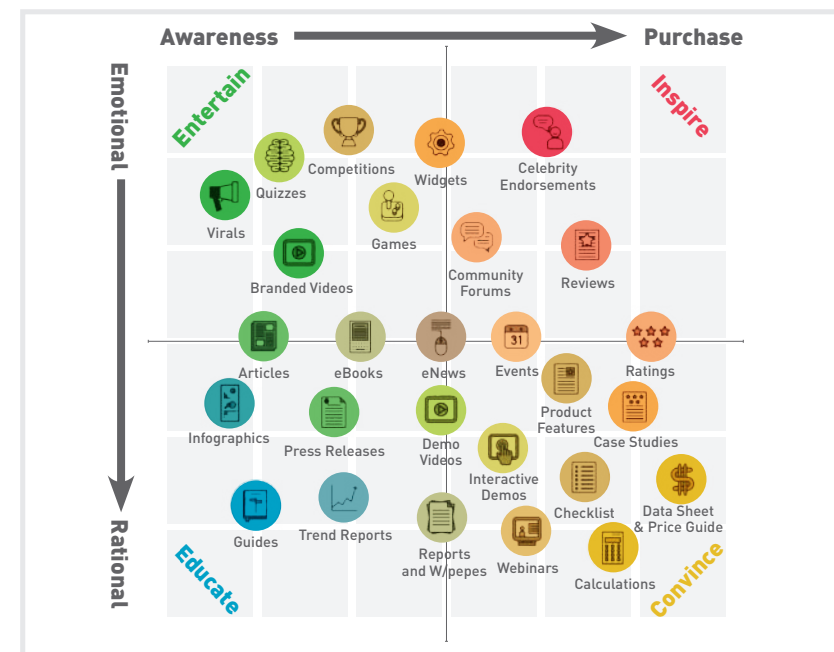 Awareness
Purchase
Emotional
Rational
Entertain
Inspire
Competitions
Quizzes
Widgets
Celebrity
Endorsements
Virals
Games
Branded Videos
Community
Forums
Reviews
Articles
eBooks
eNews
31
Events
Ratings
Infographics
Press Releases
Demo
Videos
Product
Features
Case Studies
Interactive
Demos
Guides
Trend Reports
Checklist
Data Sheet
& Price Guide
Reports
and W/pepes
Webinars
Calculations
Educate
Convince